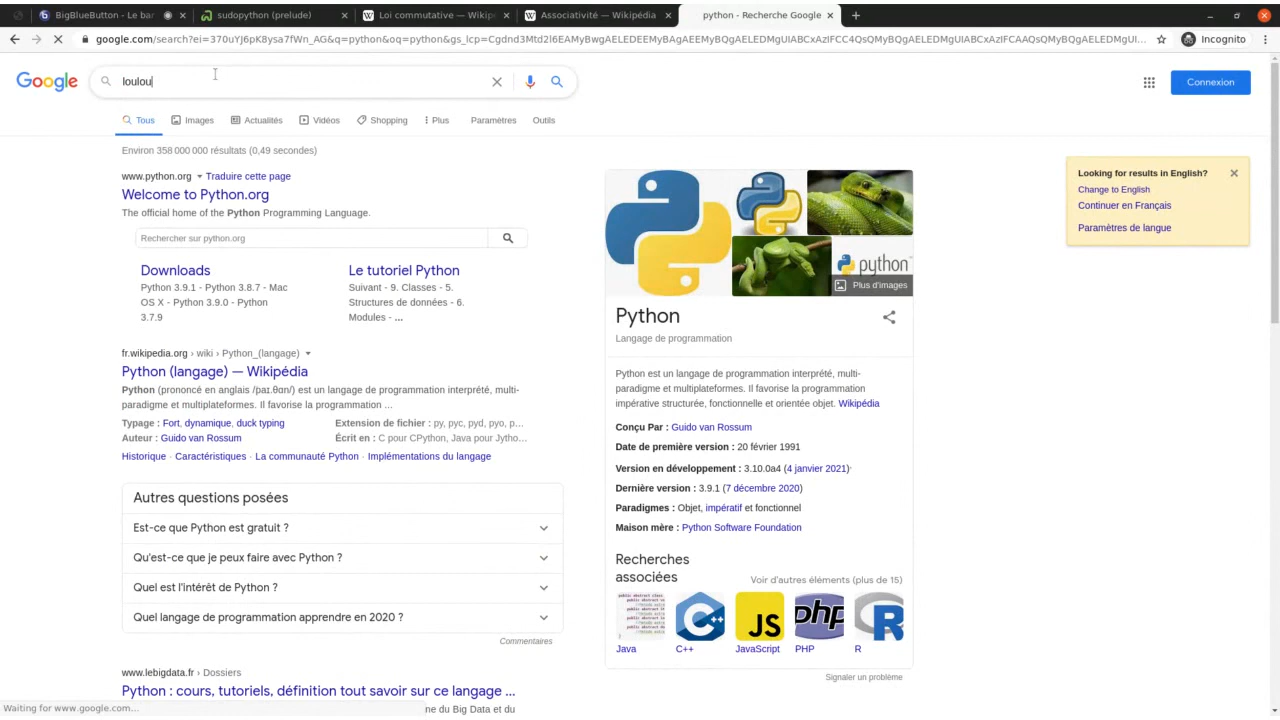 BigBlueButton - Le bar
sudopython (prelude)
Loi commutative — Wikip
Associativité — Wikipédia
python - Recherche Google
google.com/search?ei=370uYJ6pK8ysa7fWn_AG&q=python&oq=python&gs_lcp=Cgdnd3Mtd2l6EAMyBwgAELEDEEMyBAgAEEMyBQgAELEDMgUIABCxAzIFCC4QsQMyBQgAELEDMgUIABCxAzIFCAAQsQMyBQgAELEDMgUI...
Incognito
Google
loulou
Connexion
Tous
Images
Actualités
Vidéos
Shopping
Plus
Paramètres
Outils
Environ 358 000 000 résultats (0,49 secondes)
www.python.org
Traduire cette page
Welcome to Python.org
The official home of the Python Programming Language.
Rechercher sur python.org
Downloads
Python 3.9.1 - Python 3.8.7 - Mac
OS X - Python 3.9.0 - Python
3.7.9
Le tutoriel Python
Suivant - 9. Classes - 5.
Structures de données - 6.
Modules - ...
fr.wikipedia.org › wiki › Python_(langage)
Python (langage) — Wikipédia
Python (prononcé en anglais /paɪ.θɑn/) est un langage de programmation interprété, multi-
paradigme et multiplateformes. Il favorise la programmation ...
Typage : Fort, dynamique, duck typing
Extension de fichier : py, pyc, pyd, pyo, p...
Auteur : Guido van Rossum
Écrit en : C pour CPython, Java pour Jytho...
Historique · Caractéristiques · La communauté Python · Implémentations du langage
Autres questions posées
Est-ce que Python est gratuit ?
Qu'est-ce que je peux faire avec Python ?
Quel est l'intérêt de Python ?
Quel langage de programmation apprendre en 2020 ?
Commentaires
www.lebigdata.fr › Dossiers
Python : cours, tutoriels, définition tout savoir sur ce langage ...
ne du Big Data et du
Waiting for www.google.com...
python
Plus d'images
Python
Langage de programmation
Python est un langage de programmation interprété, multi-
paradigme et multiplateformes. Il favorise la programmation
impérative structurée, fonctionnelle et orientée objet. Wikipédia
Conçu Par : Guido van Rossum
Date de première version : 20 février 1991
Version en développement : 3.10.0a4 (4 janvier 2021)
Dernière version : 3.9.1 (7 décembre 2020)
Paradigmes : Objet, impératif et fonctionnel
Maison mère : Python Software Foundation
Recherches
associées
Voir d'autres éléments (plus de 15)
C++
JS
php
R
Java
C++
JavaScript
PHP
R
Signaler un problème
Looking for results in English?
Change to English
Continuer en Français
Paramètres de langue